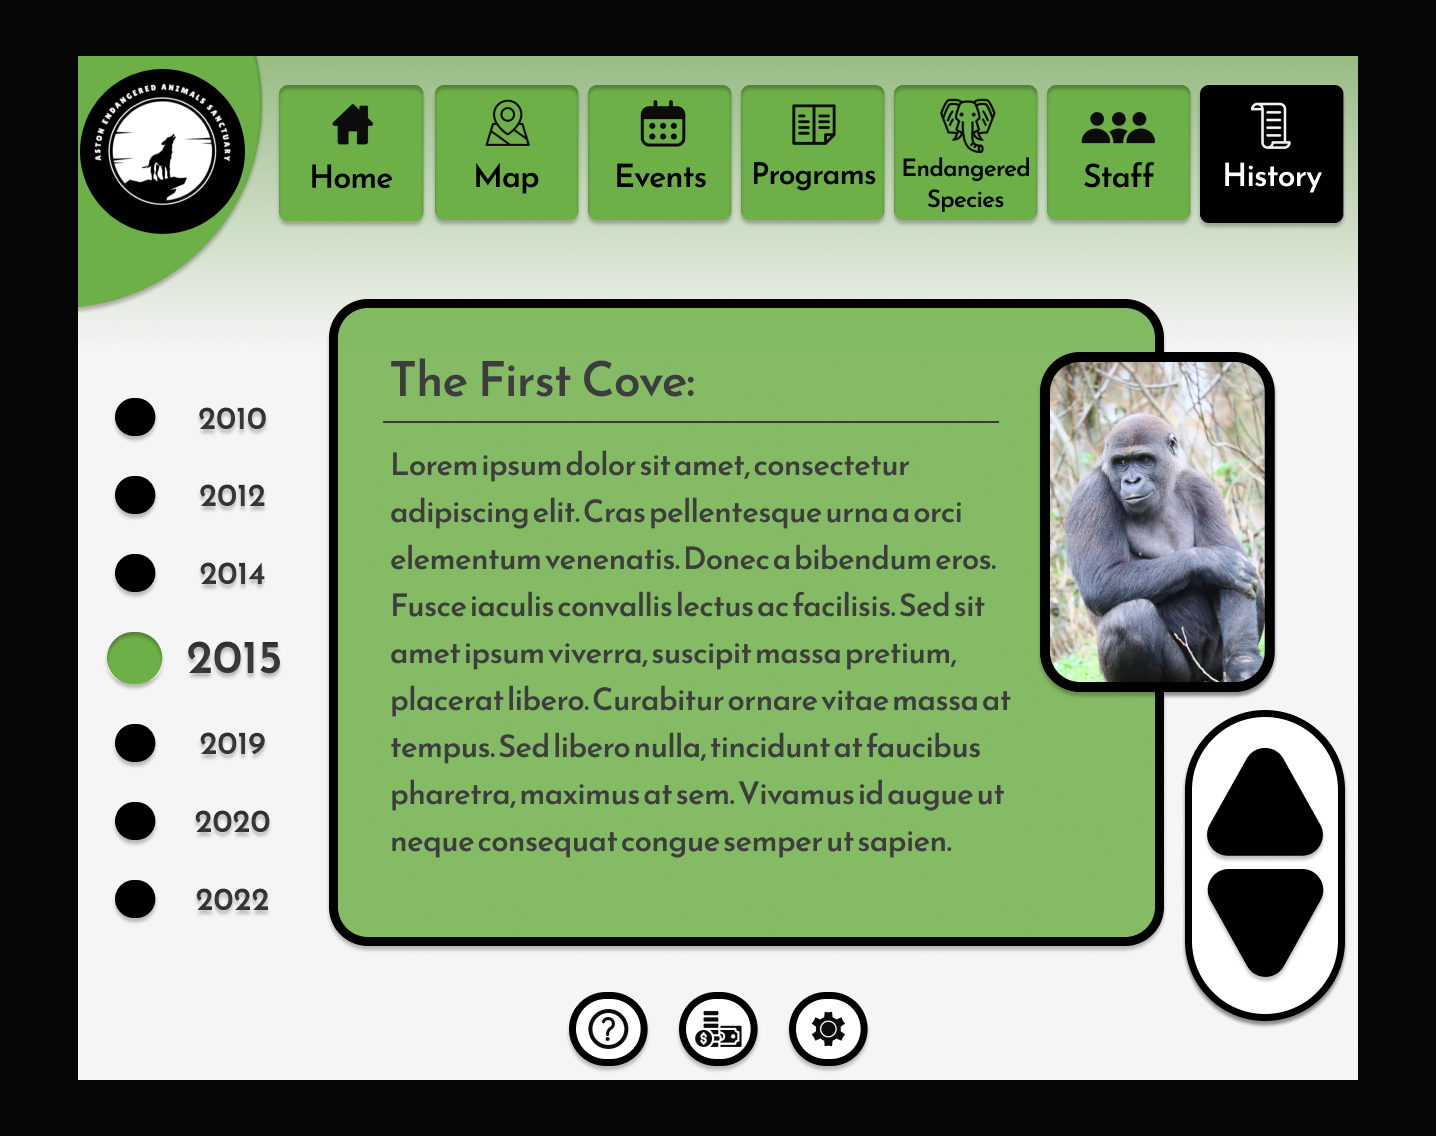 ASTON ENDANGERED ANIMALS SANCTUARY
Home
Map
Events
Programs
Endangered
Species
Staff
History
The First Cove:
Lorem ipsum dolor sit amet, consectetur
adipiscing elit. Cras pellentesque urna a orci
elementum venenatis. Donec a bibendum eros.
Fusce iaculis convallis lectus ac facilisis. Sed sit
amet ipsum viverra, suscipit massa pretium,
placerat libero. Curabitur ornare vitae massa at
tempus. Sed libero nulla, tincidunt at faucibus
pharetra, maximus at sem. Vivamus id augue ut
neque consequat congue semper ut sapien.
2010
2012
2014
2015
2019
2020
2022
?
$